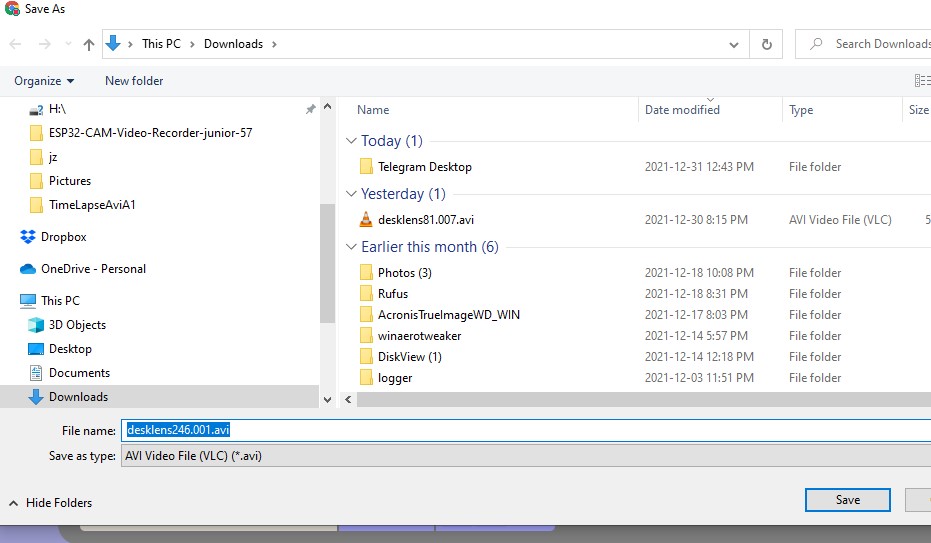 Save As
This PC > Downloads >
Search Downloads
Organize
New folder
H:\
ESP32-CAM-Video-Recorder-junior-57
jz
Pictures
TimeLapseAviA1
Dropbox
OneDrive - Personal
This PC
3D Objects
Desktop
Documents
Downloads
Name Date modified Type Size
Today (1)
Telegram Desktop 2021-12-31 12:43 PM File folder
Yesterday (1)
desklens81.007.avi 2021-12-30 8:15 PM AVI Video File (VLC) 5
Earlier this month (6)
Photos (3) 2021-12-18 10:08 PM File folder
Rufus 2021-12-18 8:31 PM File folder
AcronisTrueImageWD_WIN 2021-12-17 8:03 PM File folder
winaerotweaker 2021-12-14 5:57 PM File folder
DiskView (1) 2021-12-14 12:18 PM File folder
logger 2021-12-03 11:51 PM File folder
File name: desklens246.001.avi
Save as type: AVI Video File (VLC) (*.avi)
Hide Folders
Save